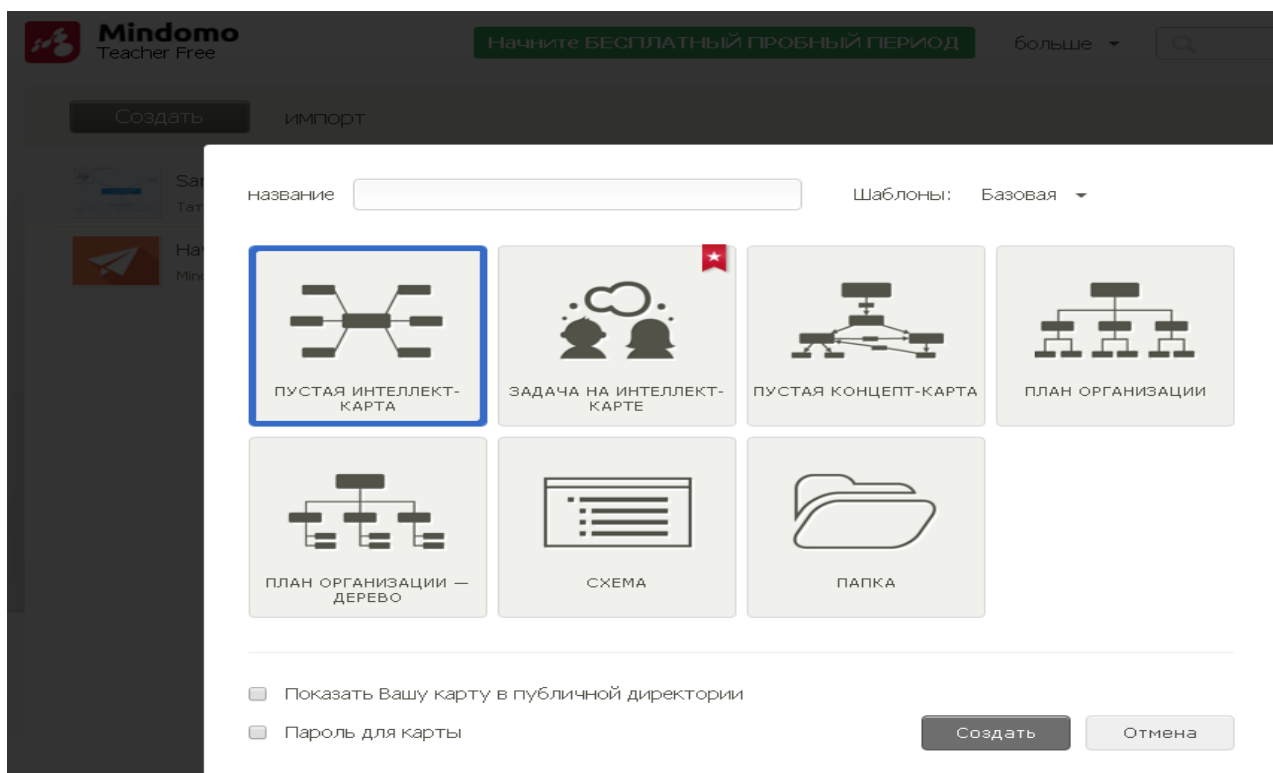 Mindomo
Teacher Free
Начните БЕСПЛАТНЫЙ ПРОБНЫЙ ПЕРИОД
больше
Создать
импорт
название
Шаблоны: Базовая
ПУСТАЯ ИНТЕЛЛЕКТ-
КАРТА
ЗАДАЧА НА ИНТЕЛЛЕКТ-
КАРТЕ
ПУСТАЯ КОНЦЕПТ-КАРТА
ПЛАН ОРГАНИЗАЦИИ
ПЛАН ОРГАНИЗАЦИИ —
ДЕРЕВО
СХЕМА
ПАПКА
Показать Вашу карту в публичной директории
Пароль для карты
Создать
Отмена